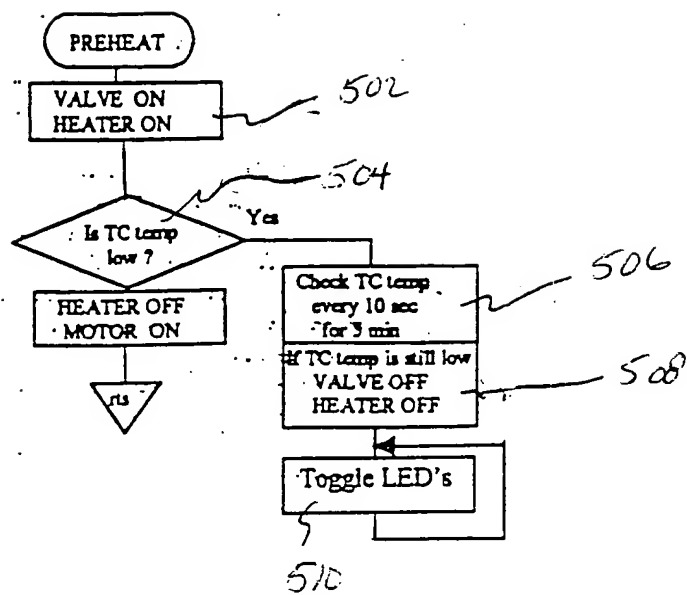 PREHEAT
VALVE ON
HEATER ON
502
504
Is TC temp
low ?
Yes
HEATER OFF
MOTOR ON
rts
Check TC temp
every 10 sec
for 3 min
506
If TC temp is still low
VALVE OFF
HEATER OFF
508
Toggle LED's
510